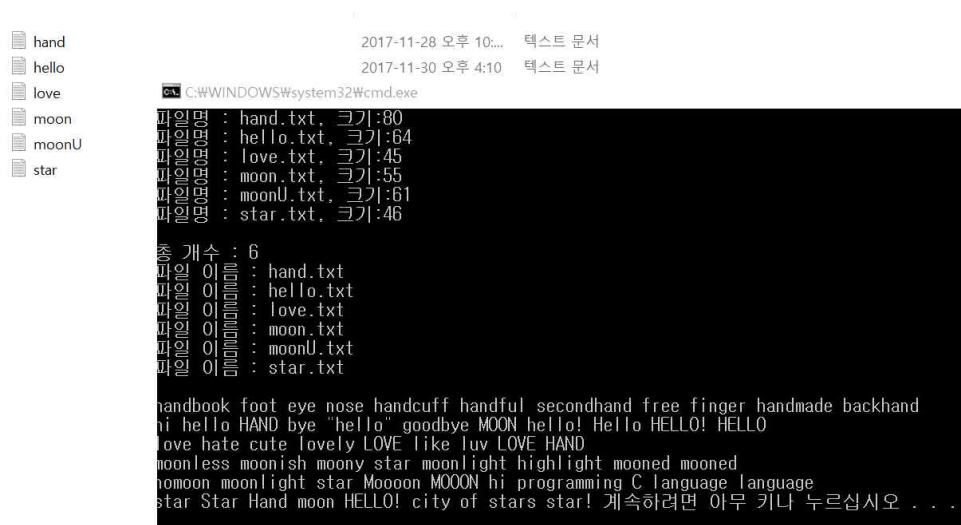 hand 2017-11-28 오후 10:... 텍스트 문서
hello 2017-11-30 오후 4:10 텍스트 문서
love
moon
moonU
star
C:₩WINDOWS₩system32₩cmd.exe
파일명 : hand.txt, 크기:80
파일명 : hello.txt, 크기:64
파일명 : love.txt, 크기:45
파일명 : moon.txt, 크기:55
파일명 : moonU.txt, 크기:61
파일명 : star.txt, 크기:46
총 개수 : 6
파일 이름 : hand.txt
파일 이름 : hello.txt
파일 이름 : love.txt
파일 이름 : moon.txt
파일 이름 : moonU.txt
파일 이름 : star.txt
handbook foot eye nose handcuff handful secondhand free finger handmade backhand
hi hello HAND bye "hello" goodbye MOON hello! Hello HELLO! HELLO
love hate cute lovely LOVE like luv LOVE HAND
moonless moonish moony star moonlight highlight mooned mooned
nomoon moonlight star Moooon MOOON hi programming C language language
star Star Hand moon HELLO! city of stars star! 계속하려면 아무 키나 누르십시오 . . .